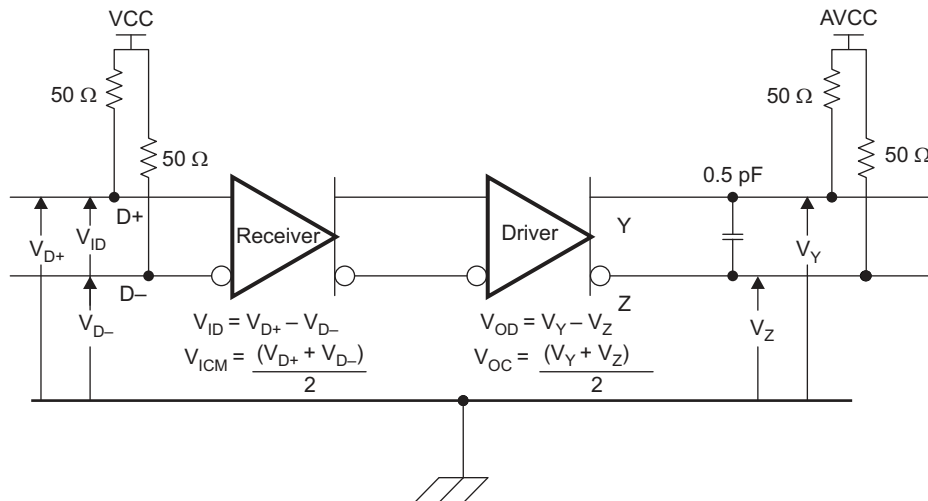 VCC
AVCC
50 Ω
50 Ω
50 Ω
50 Ω
0.5 pF
D+
Receiver
Driver
Y
V_ID
V_D+
V_Y
D–
Z
V_D–
V_Z
V_ID = V_D+ – V_D–
V_OD = V_Y – V_Z
V_ICM = (V_D+ + V_D–)
2
V_OC = (V_Y + V_Z)
2